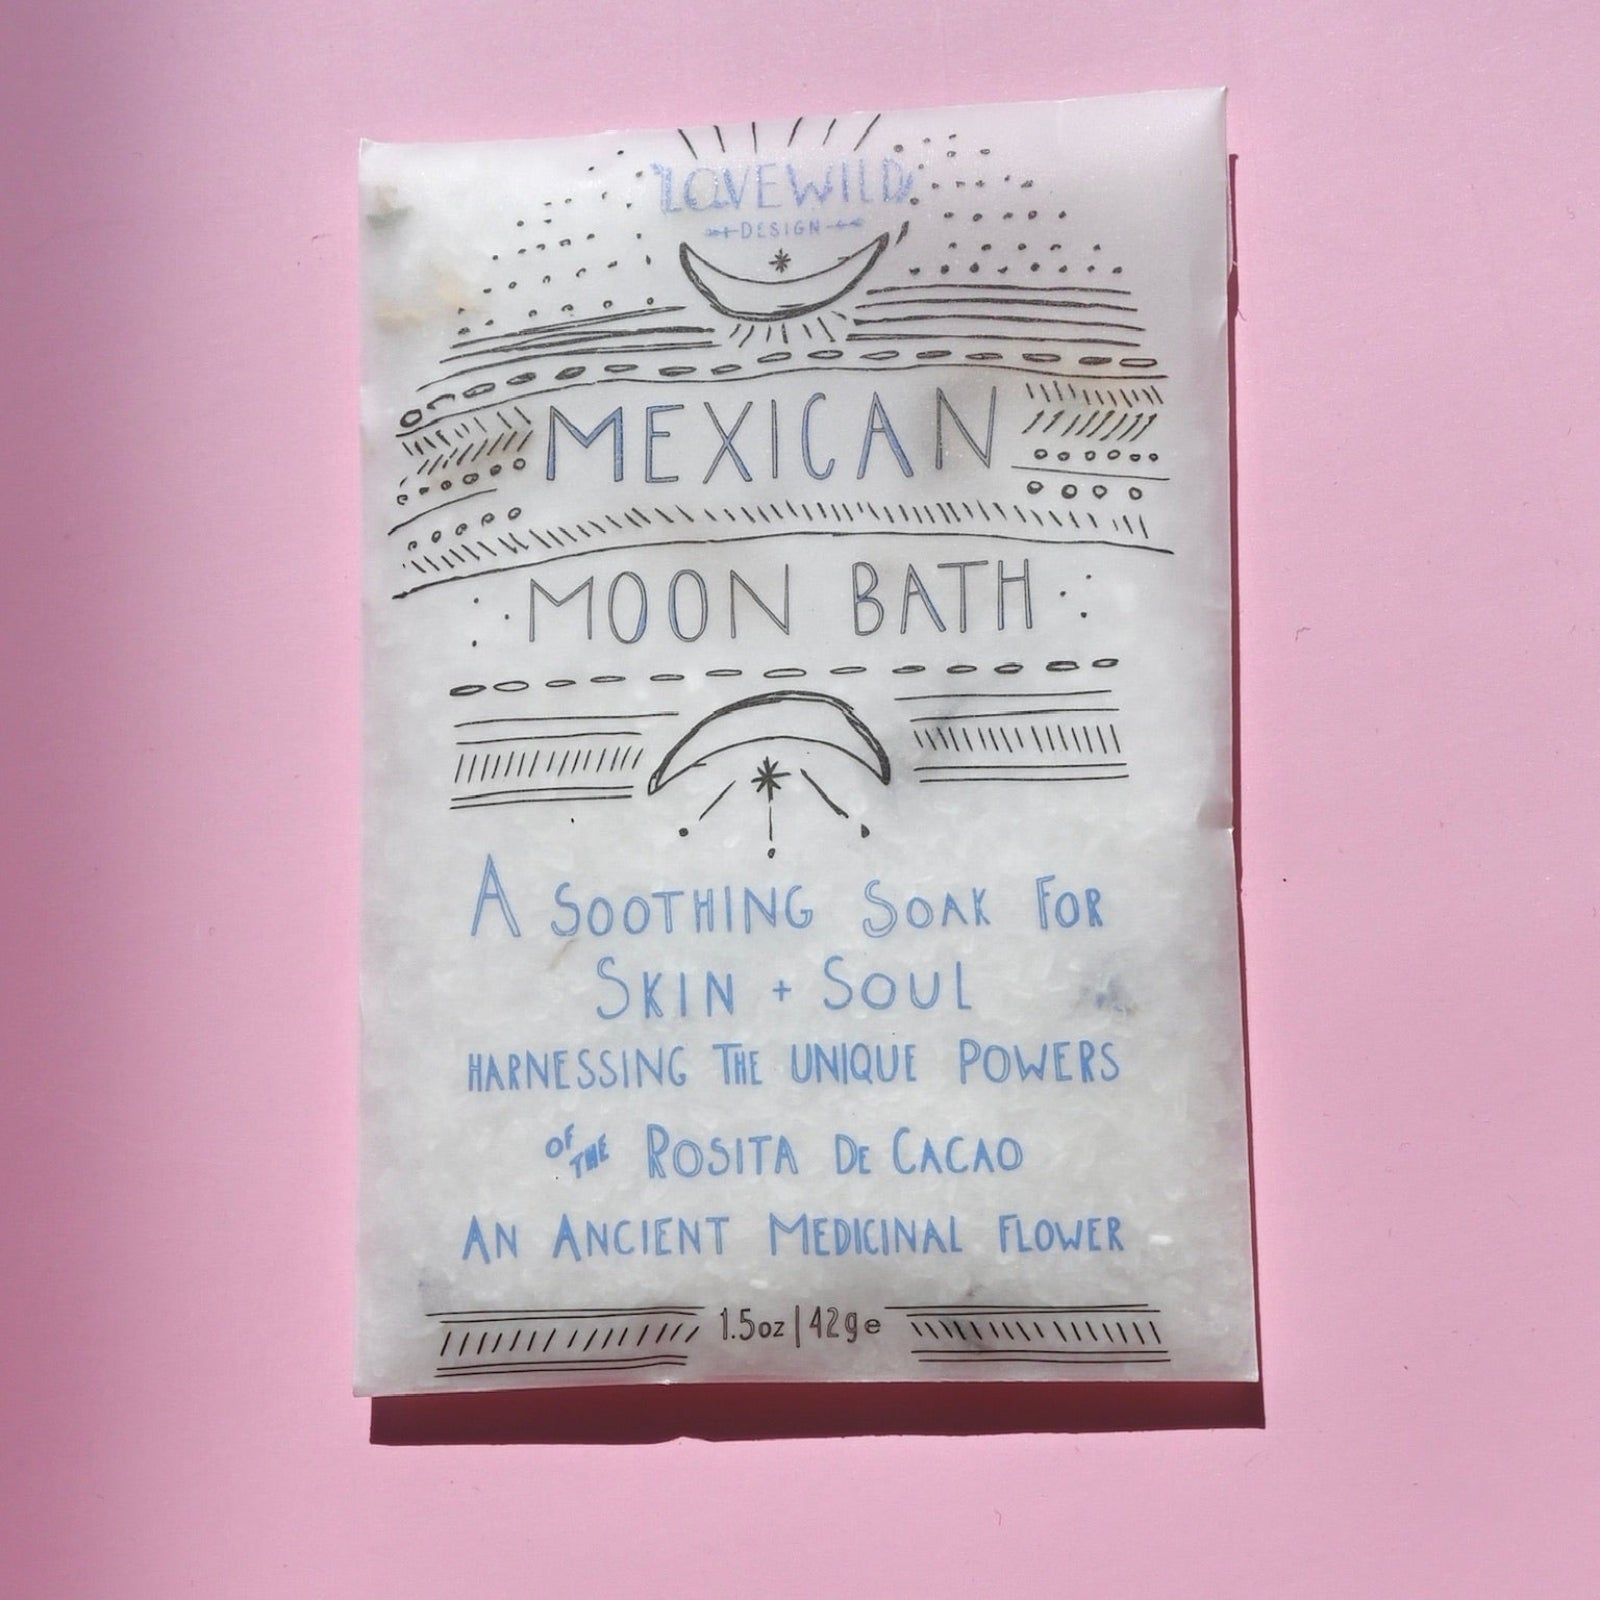 LOVEWILD
DESIGN
MEXICAN
MOON BATH
A SOOTHING SOAK FOR
SKIN + SOUL
HARNESSING THE UNIQUE POWERS
OF THE ROSITA DE CACAO
AN ANCIENT MEDICINAL FLOWER
1.5oz | 42g e